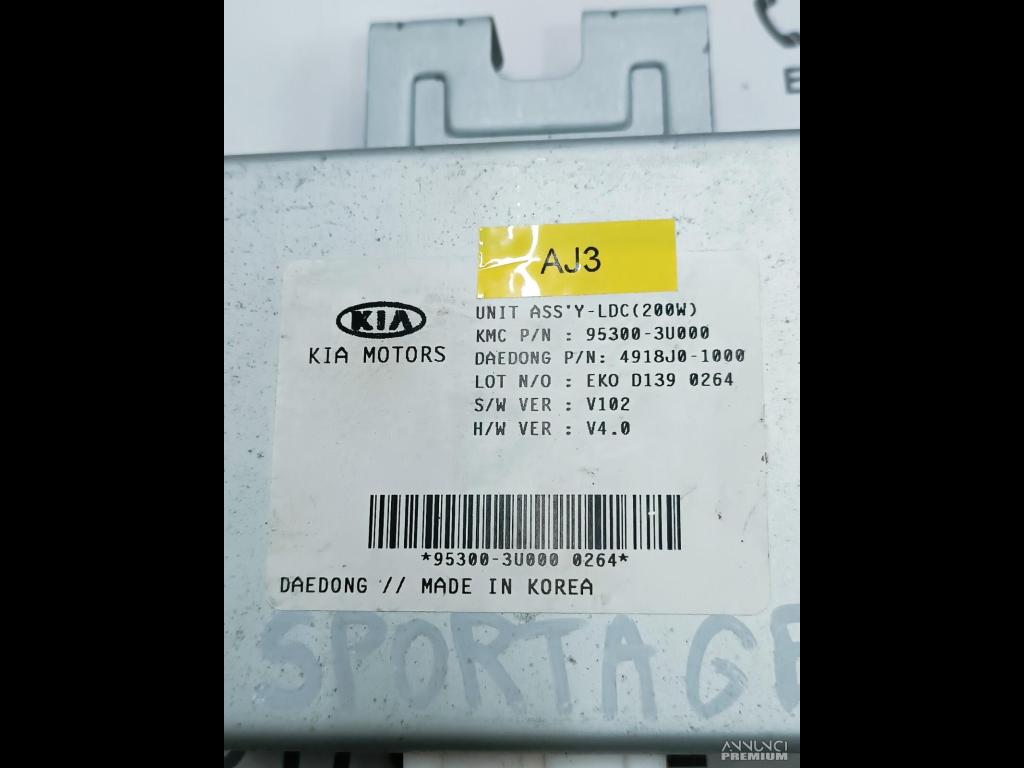 AJ3
KIA
KIA MOTORS
UNIT ASS'Y-LDC(200W)
KMC P/N : 95300-3U000
DAEDONG P/N: 4918J0-1000
LOT N/O : EKO D139 0264
S/W VER : V102
H/W VER : V4.0
*95300-3U000 0264*
DAEDONG // MADE IN KOREA
SPORTAGE
ANNUNCI
PREMIUM